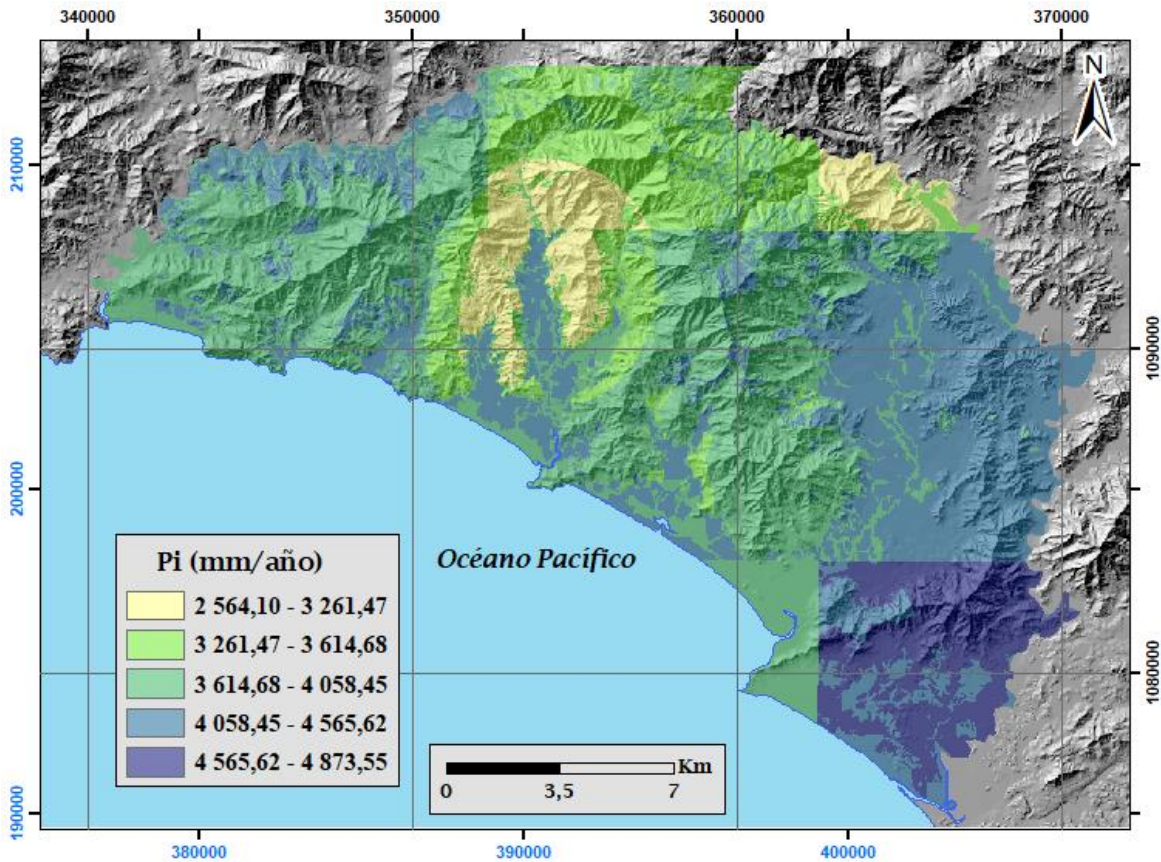 340000 350000 360000 370000
N
210000
1090000
200000
Océano Pacífico
Pi (mm/año)
2 564,10 - 3 261,47
3 261,47 - 3 614,68
3 614,68 - 4 058,45
4 058,45 - 4 565,62
4 565,62 - 4 873,55
1080000
Km
0 3,5 7
190000
380000 390000 400000